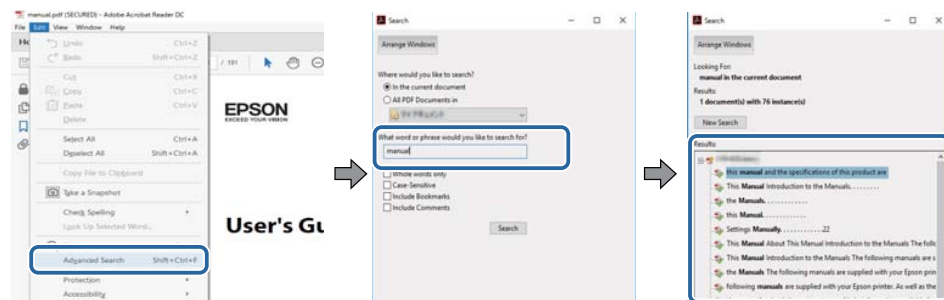 manual.pdf (SECURED) - Adobe Acrobat Reader DC
File Edit View Window Help
Undo Ctrl+Z
Redo Shift+Ctrl+Z
Cut Ctrl+X
Copy Ctrl+C
Paste Ctrl+V
Delete
Select All Ctrl+A
Deselect All Shift+Ctrl+A
Copy File to Clipboard
Take a Snapshot
Check Spelling
Look Up Selected Word...
Advanced Search Shift+Ctrl+F
Protection
Accessibility
/ 191
EPSON
EXCEED YOUR VISION
User's Gu
Search
Arrange Windows
Where would you like to search?
In the current document
All PDF Documents in
What word or phrase would you like to search for?
manual
Whole words only
Case-Sensitive
Include Bookmarks
Include Comments
Search
Search
Arrange Windows
Looking For:
manual in the current document
Results:
1 document(s) with 76 instance(s)
New Search
Results:
this manual and the specifications of this product are
This Manual Introduction to the Manuals. . . . . . . . .
the Manuals. . . . . . . . . . . . .
this Manual. . . . . . . . . . . . .
Settings Manually. . . . . . . . . . . . .22
This Manual About This Manual Introduction to the Manuals The follc
This Manual Introduction to the Manuals The following manuals are s
the Manuals The following manuals are supplied with your Epson prin
following manuals are supplied with your Epson printer. As well as the